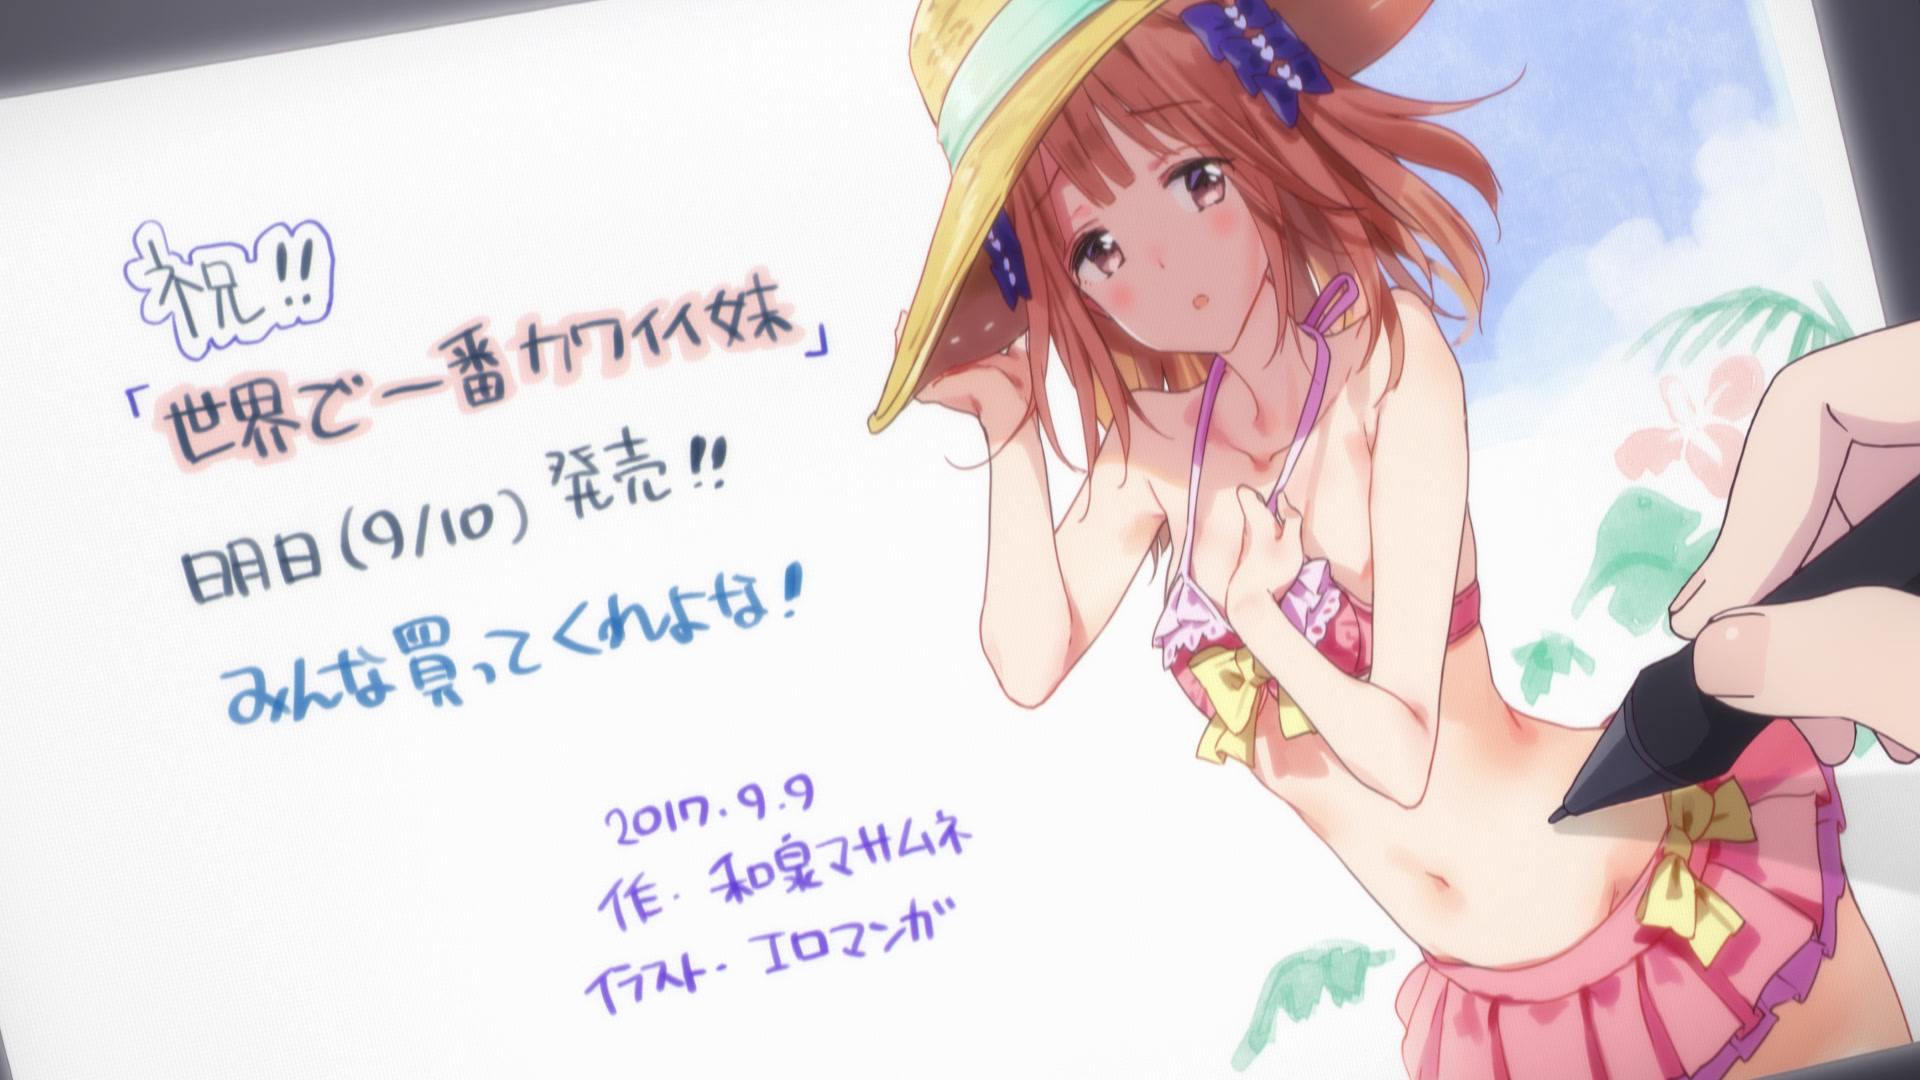 祝!!
「世界で一番カワイイ妹」
明日(9/10)発売!!
みんな買ってくれよな!
2017.9.9
作・和泉マサムネ
イラスト・エロマンガ